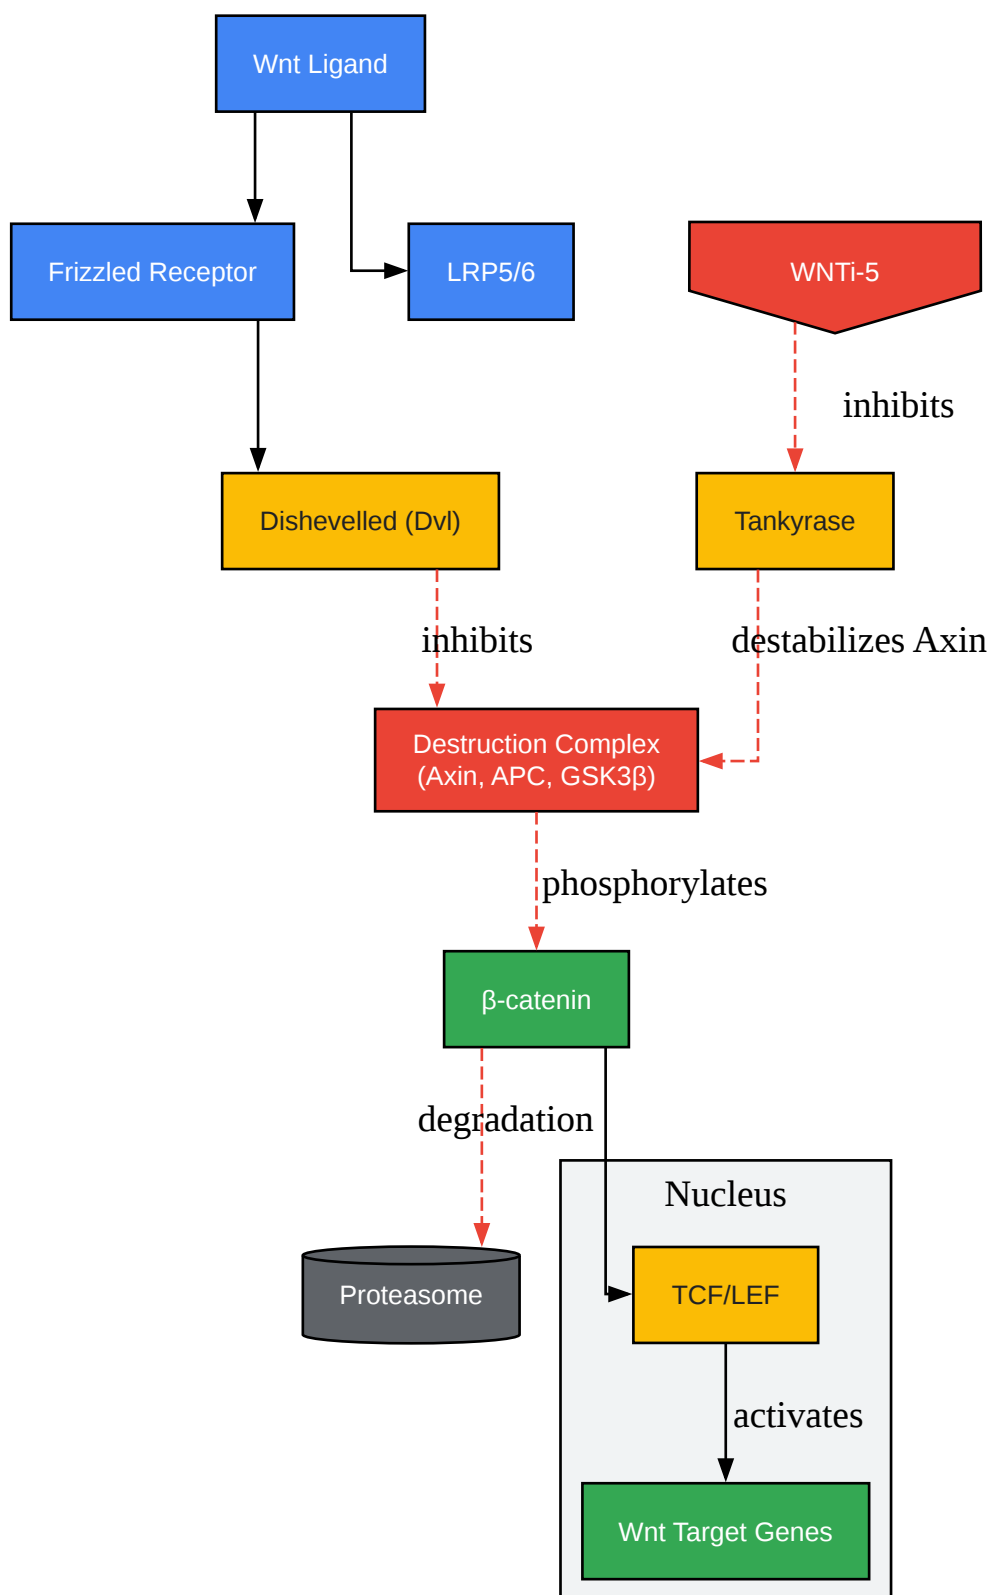 Wnt Ligand
Frizzled Receptor
LRP5/6
WNTi-5
inhibits
Dishevelled (Dvl)
Tankyrase
inhibits
destabilizes Axin
Destruction Complex
(Axin, APC, GSK3β)
phosphorylates
β-catenin
degradation
Nucleus
Proteasome
TCF/LEF
activates
Wnt Target Genes